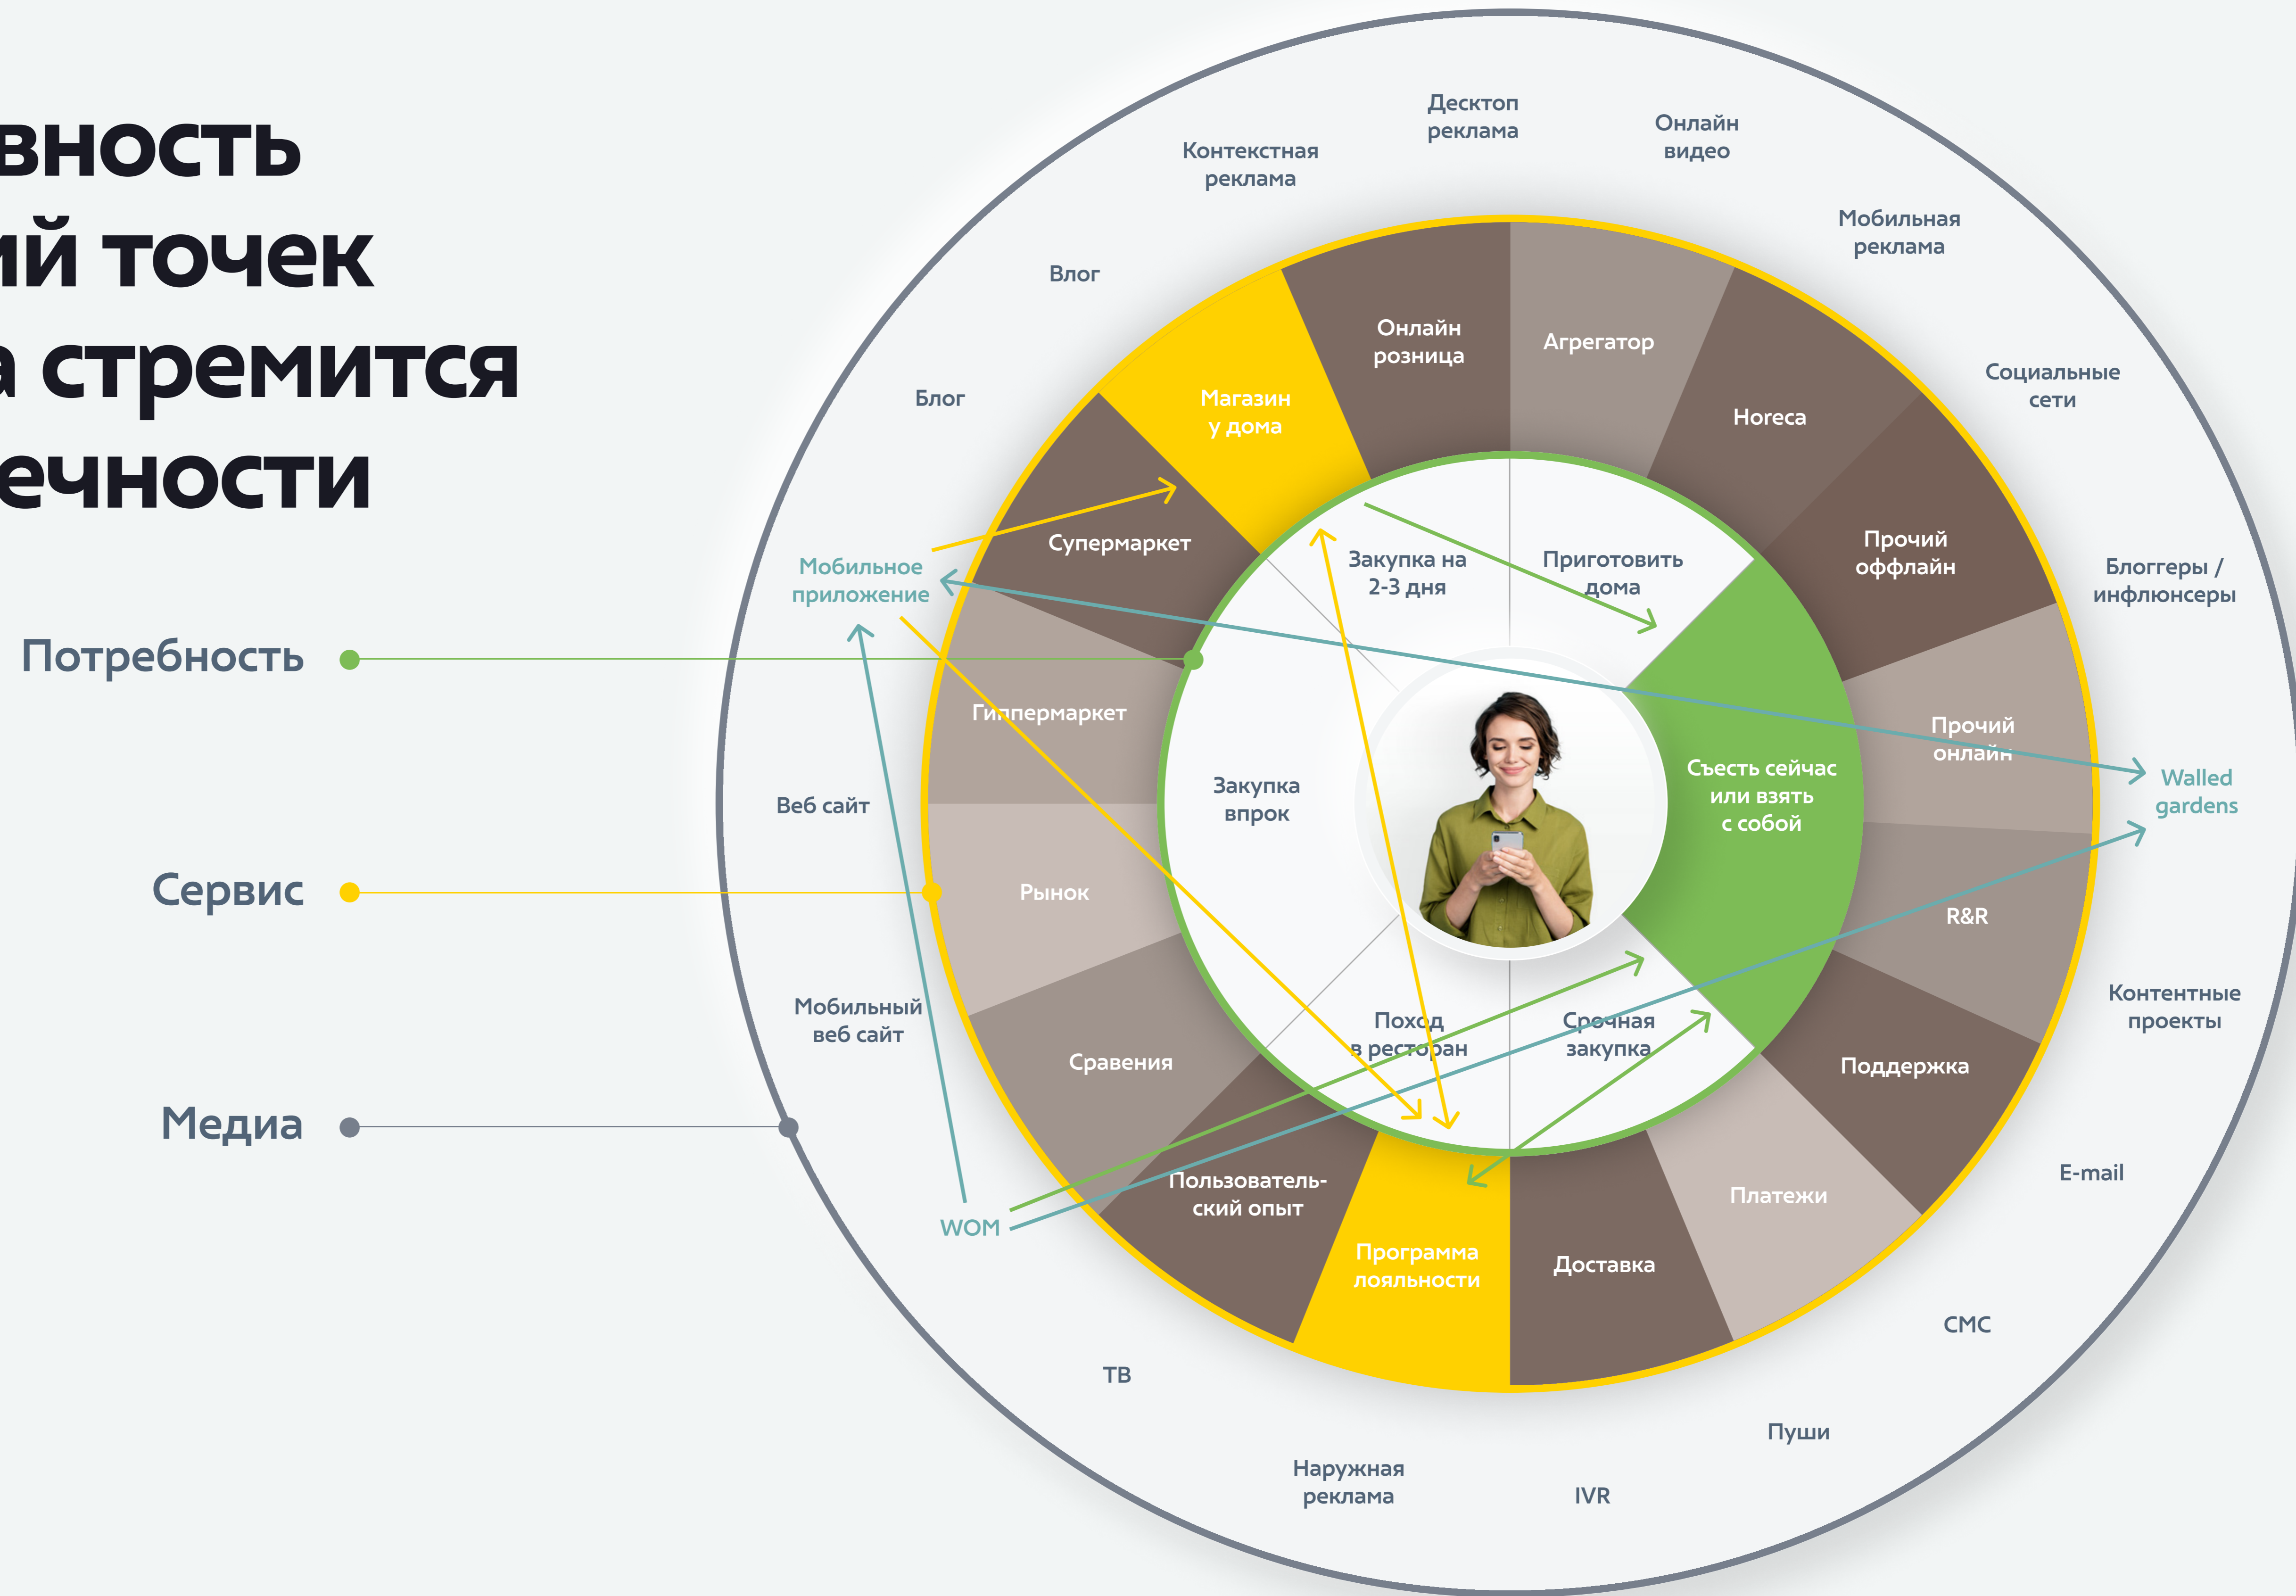 вность
ий точек
а стремится
ечности
Потребность
Сервис
Медиа
Десктоп
реклама
Онлайн
видео
Мобильная
реклама
Социальные
сети
Блоггеры /
инфлюнсеры
Walled
gardens
Контентные
проекты
E-mail
СМС
Пуши
IVR
Наружная
реклама
ТВ
WOM
Мобильный
веб сайт
Веб сайт
Мобильное
приложение
Блог
Влог
Контекстная
реклама
Онлайн
розница
Агрегатор
Horeca
Прочий
оффлайн
Прочий
онлайн
R&R
Поддержка
Платежи
Доставка
Программа
лояльности
Пользователь-
ский опыт
Сравения
Рынок
Гиппермаркет
Супермаркет
Магазин
у дома
Закупка на
2-3 дня
Приготовить
дома
Съесть сейчас
или взять
с собой
Срочная
закупка
Поход
в ресторан
Закупка
впрок